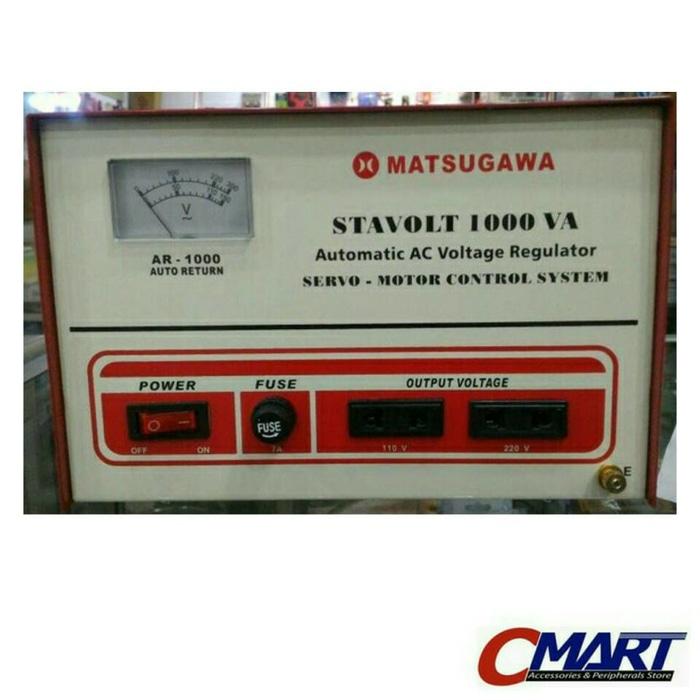 MATSUGAWA
STAVOLT 1000 VA
Automatic AC Voltage Regulator
SERVO - MOTOR CONTROL SYSTEM
V
AR - 1000
AUTO RETURN
POWER
FUSE
OUTPUT VOLTAGE
FUSE
OFF
ON
7A
110 V
220 V
E
CMART
Accessories & Peripherals Store